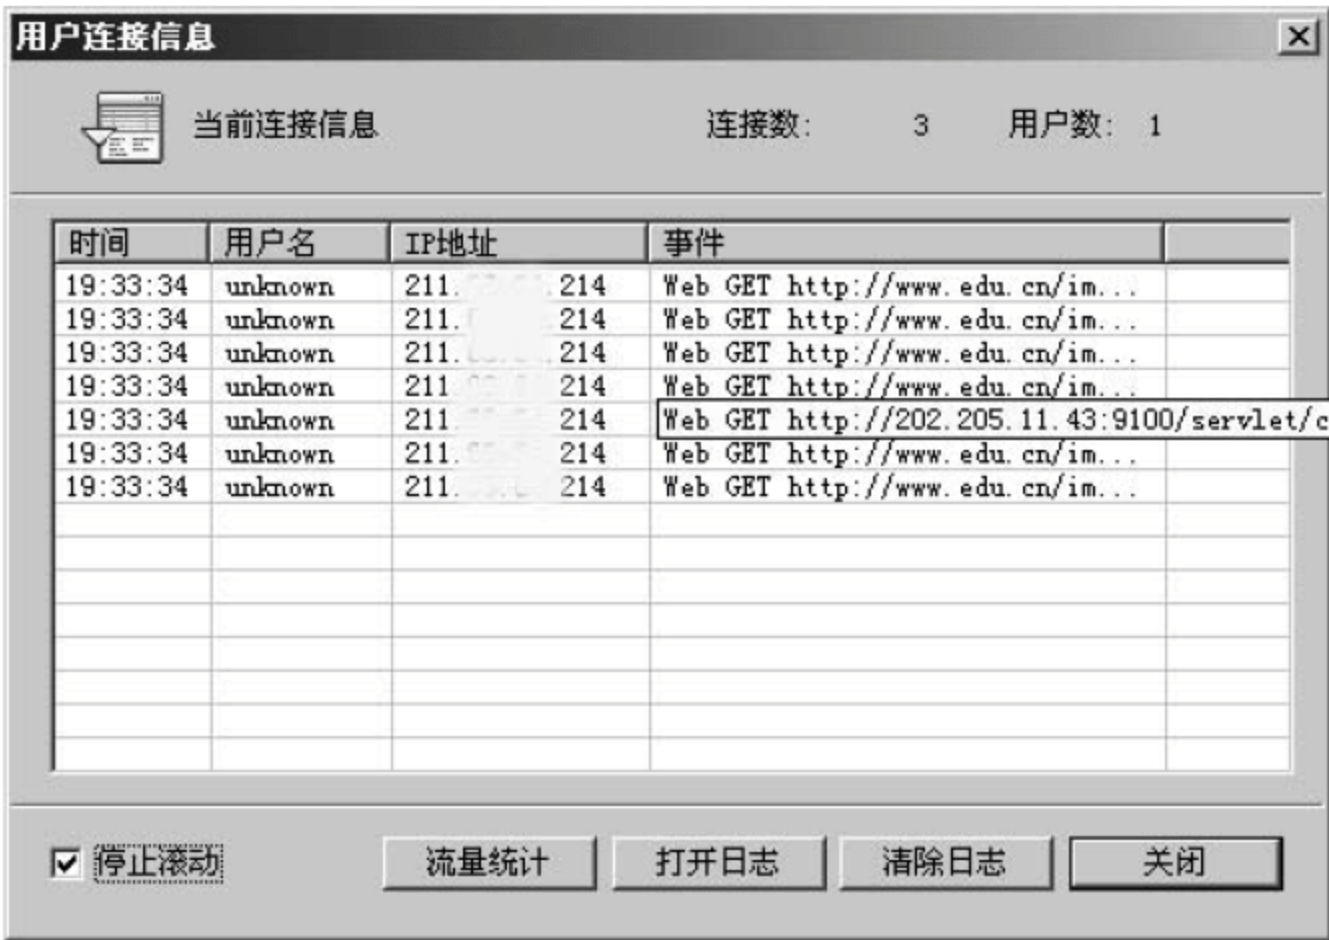 用户连接信息
当前连接信息 连接数: 3 用户数: 1
时间 用户名 IP地址 事件
19:33:34 unknown 211. .214 Web GET http://www.edu.cn/im...
19:33:34 unknown 211. .214 Web GET http://www.edu.cn/im...
19:33:34 unknown 211. .214 Web GET http://www.edu.cn/im...
19:33:34 unknown 211. 214 Web GET http://www.edu.cn/im...
19:33:34 unknown 211. 214 Web GET http://202.205.11.43:9100/servlet/c
19:33:34 unknown 211. 214 Web GET http://www.edu.cn/im...
19:33:34 unknown 211. 214 Web GET http://www.edu.cn/im...
停止滚动 流量统计 打开日志 清除日志 关闭